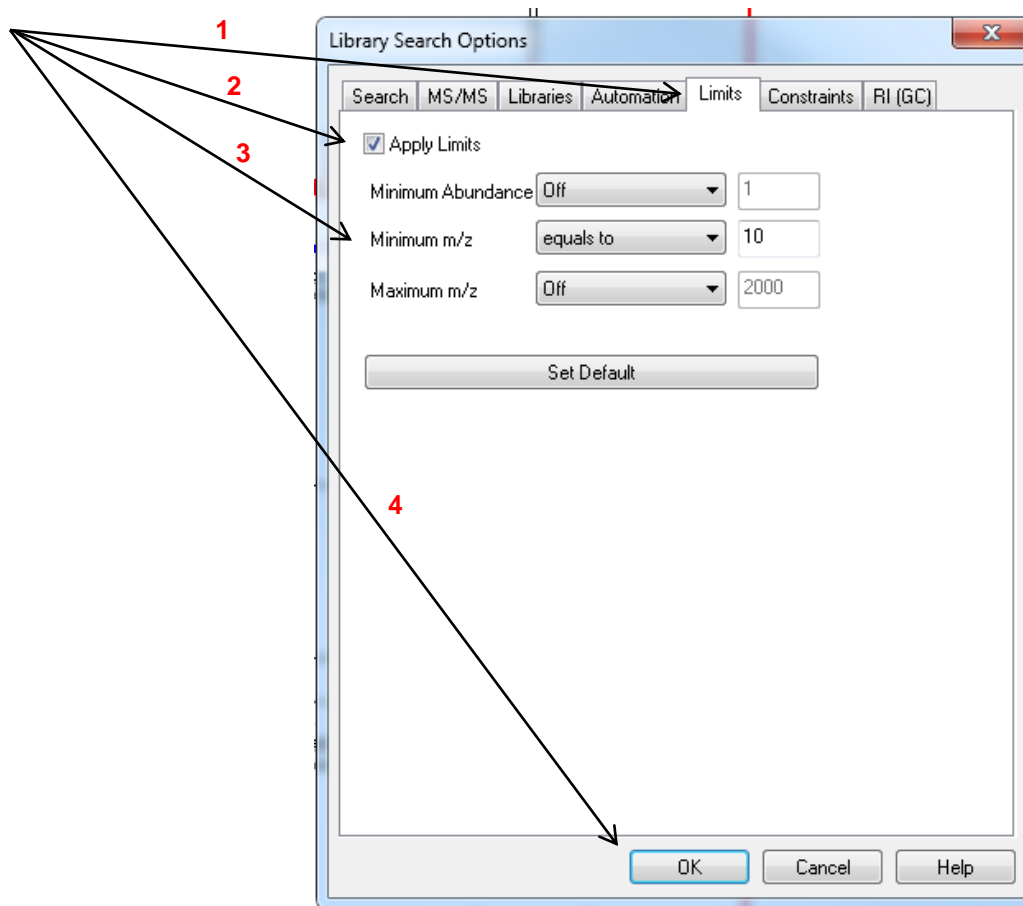 1
Library Search Options
2
Search MS/MS Libraries Automation Limits Constraints RI (GC)
3
Apply Limits
Minimum Abundance Off 1
Minimum m/z equals to 10
Maximum m/z Off 2000
Set Default
4
OK Cancel Help